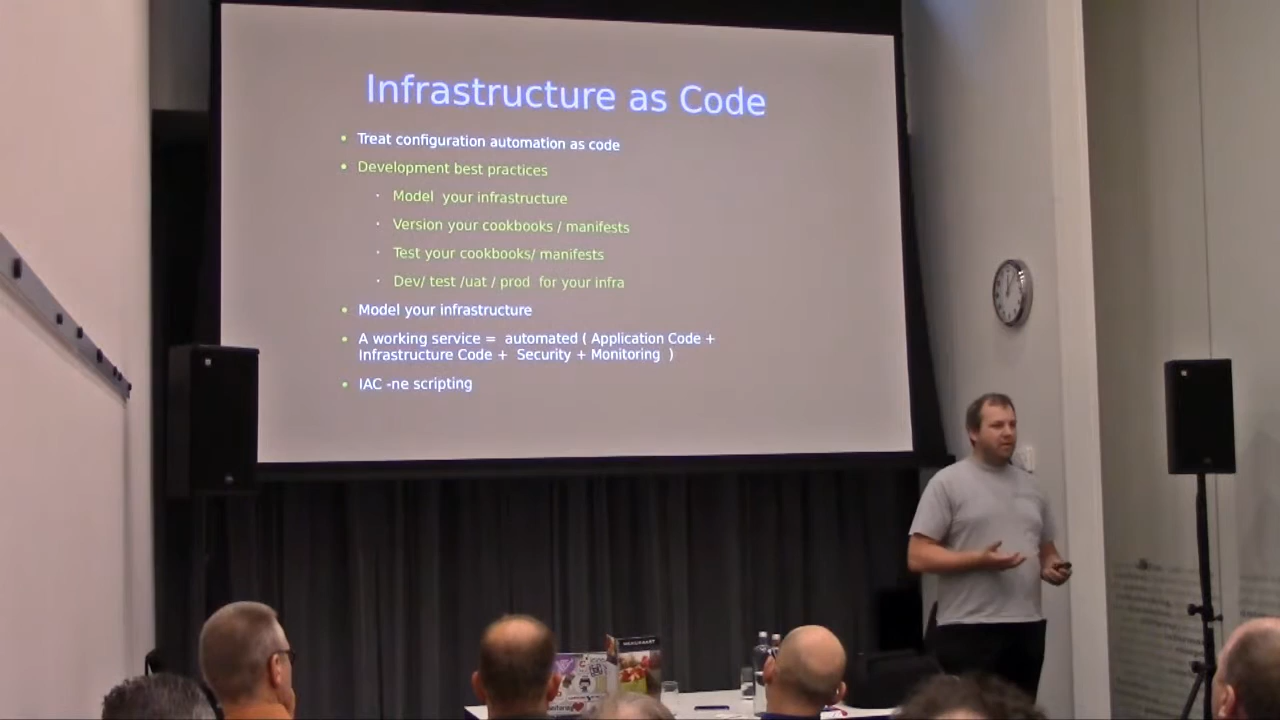 Infrastructure as Code
• Treat configuration automation as code
• Development best practices
· Model your infrastructure
· Version your cookbooks / manifests
· Test your cookbooks/ manifests
· Dev/ test /uat / prod for your infra
• Model your infrastructure
• A working service = automated ( Application Code +
Infrastructure Code + Security + Monitoring )
• IAC -ne scripting